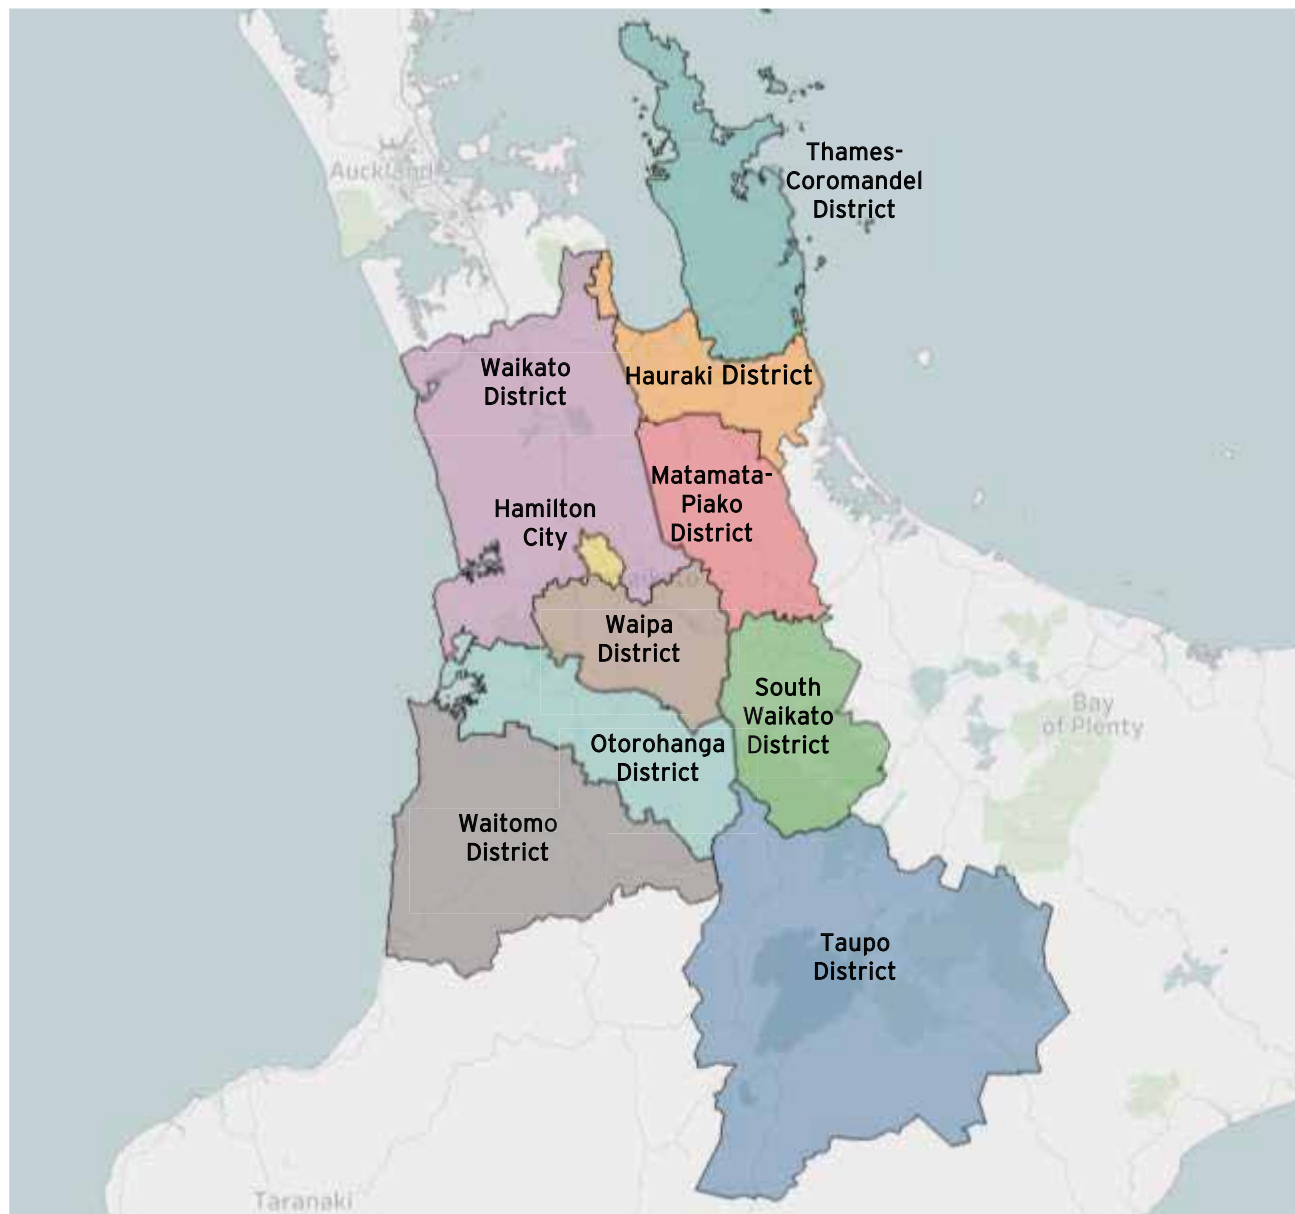 Thames-
Coromandel
District
Auckland
Waikato
District
Hauraki District
Matamata-
Piako
District
Hamilton
City
Waikato
Waipa
District
South
Waikato
District
Bay
of Plenty
Otorohanga
District
Waitomo
District
Taupo
District
Taranaki